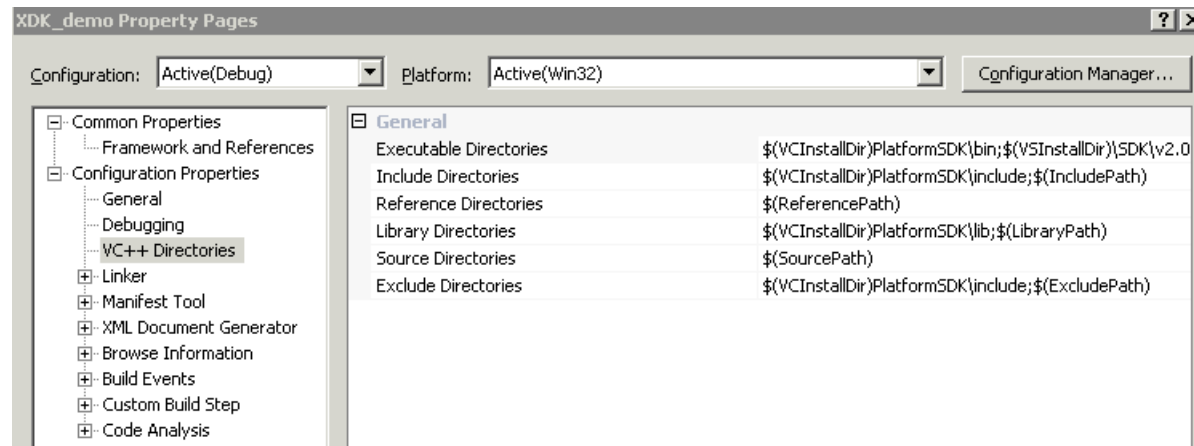 XDK_demo Property Pages
Configuration: Active(Debug) Platform: Active(Win32) Configuration Manager...
Common Properties
Framework and References
Configuration Properties
General
Debugging
VC++ Directories
Linker
Manifest Tool
XML Document Generator
Browse Information
Build Events
Custom Build Step
Code Analysis
General
Executable Directories $(VCInstallDir)PlatformSDK\bin;$(VSInstallDir)\SDK\v2.0
Include Directories $(VCInstallDir)PlatformSDK\include;$(IncludePath)
Reference Directories $(ReferencePath)
Library Directories $(VCInstallDir)PlatformSDK\lib;$(LibraryPath)
Source Directories $(SourcePath)
Exclude Directories $(VCInstallDir)PlatformSDK\include;$(ExcludePath)